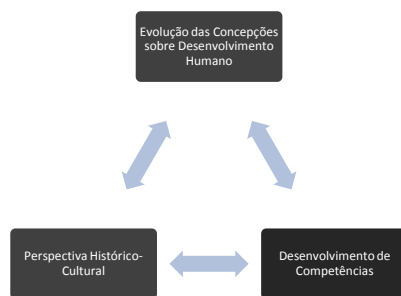 Evolução das Concepções
sobre Desenvolvimento
Humano
Perspectiva Histórico-
Cultural
Desenvolvimento de
Competências